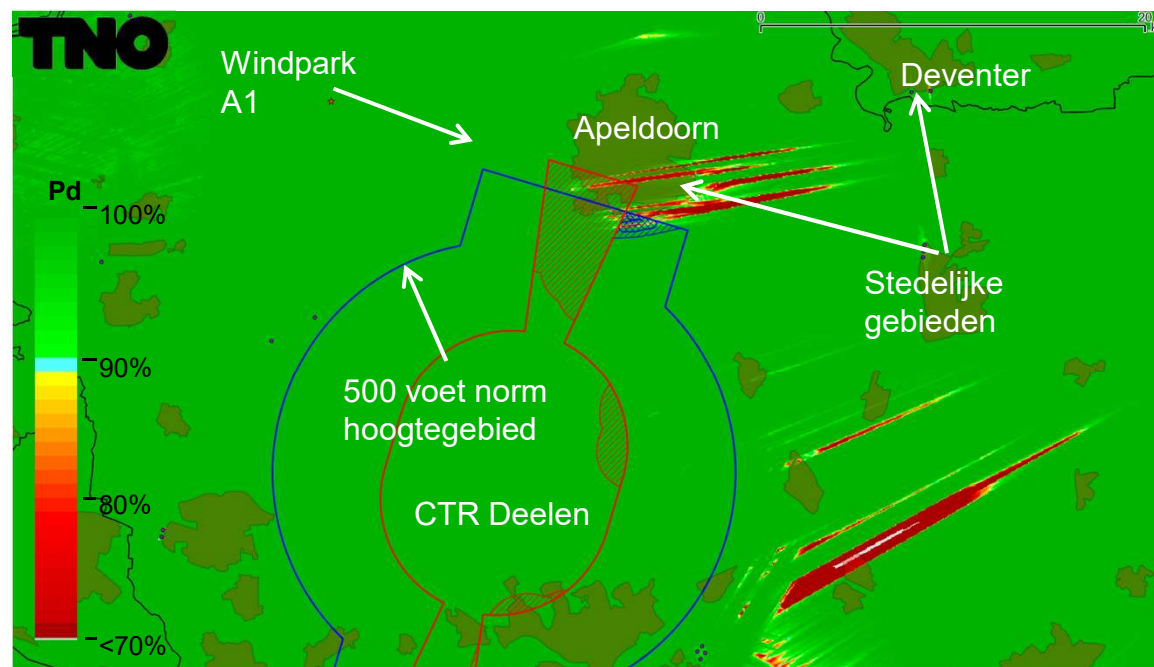 TNO
0
20
Windpark
A1
Deventer
Apeldoorn
Pd
100%
90%
80%
<70%
Stedelijke
gebieden
500 voet norm
hoogtegebied
CTR Deelen